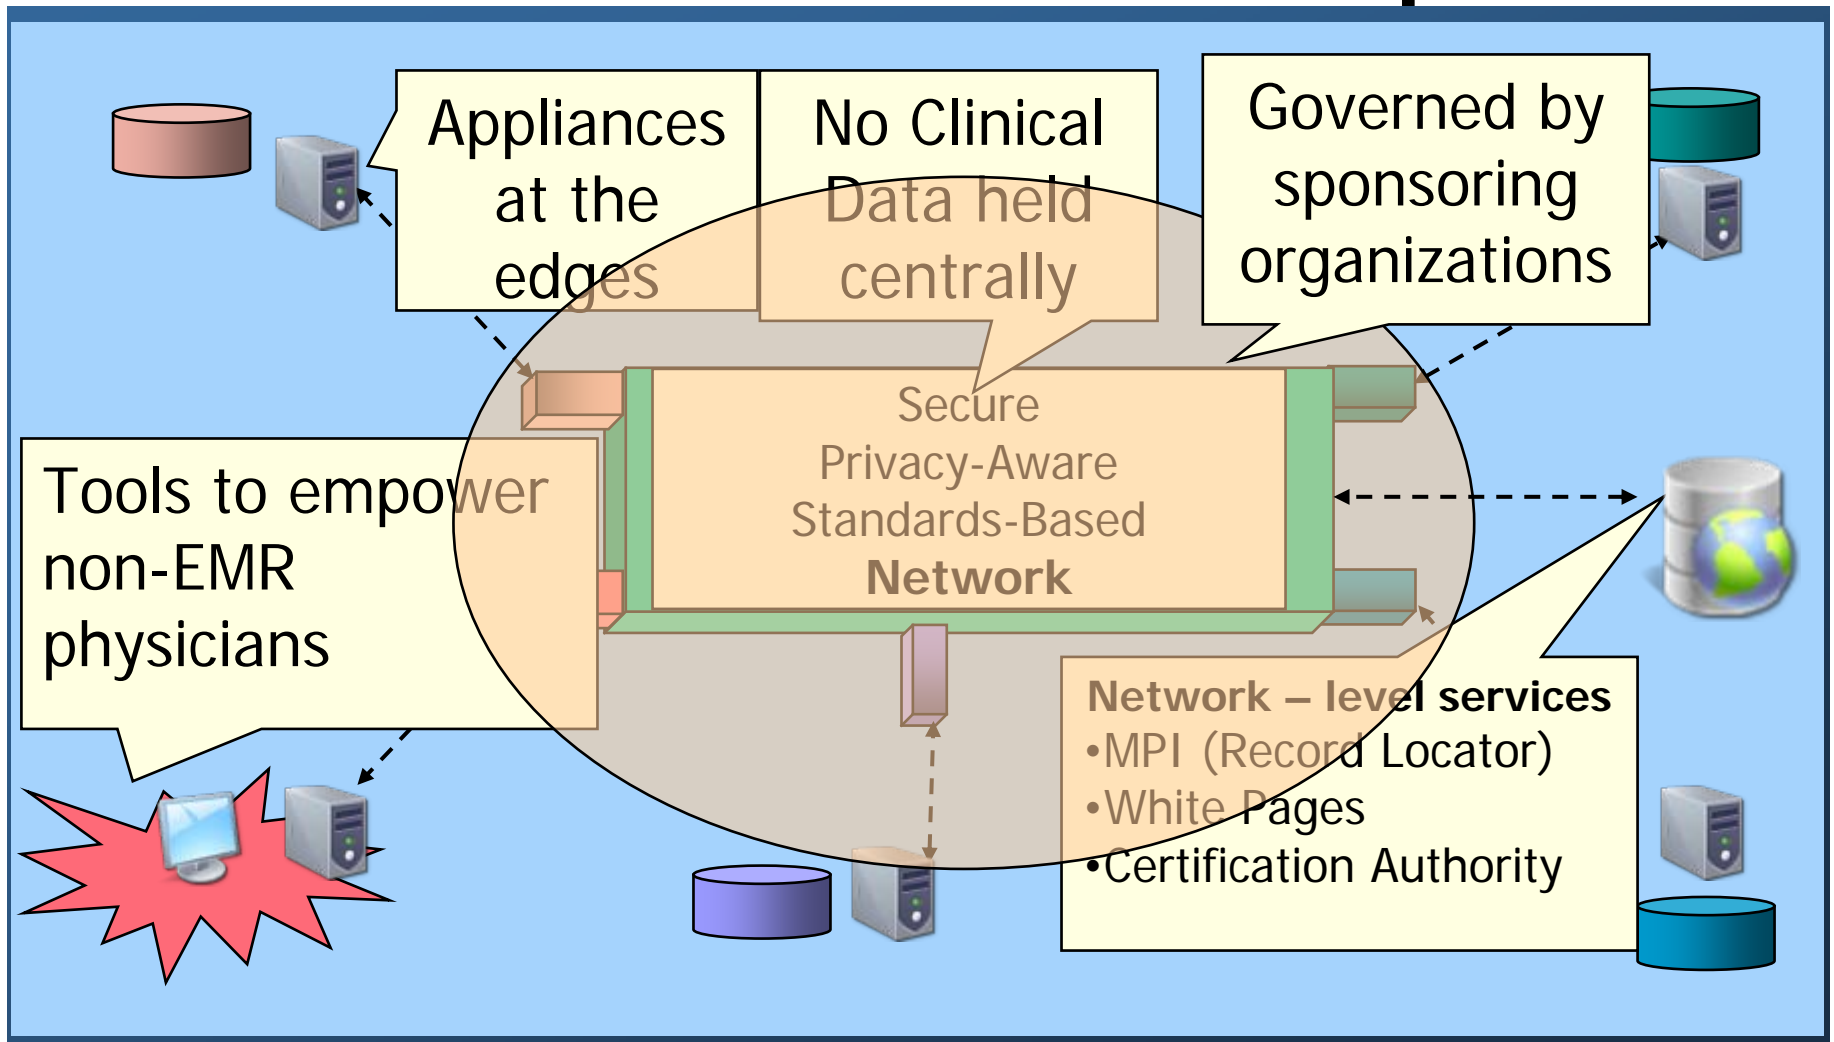 Appliances
at the
edges
No Clinical
Data held
centrally
Governed by
sponsoring
organizations
Secure
Privacy-Aware
Standards-Based
Network
Tools to empower
non-EMR
physicians
Network – level services
•MPI (Record Locator)
•White Pages
•Certification Authority